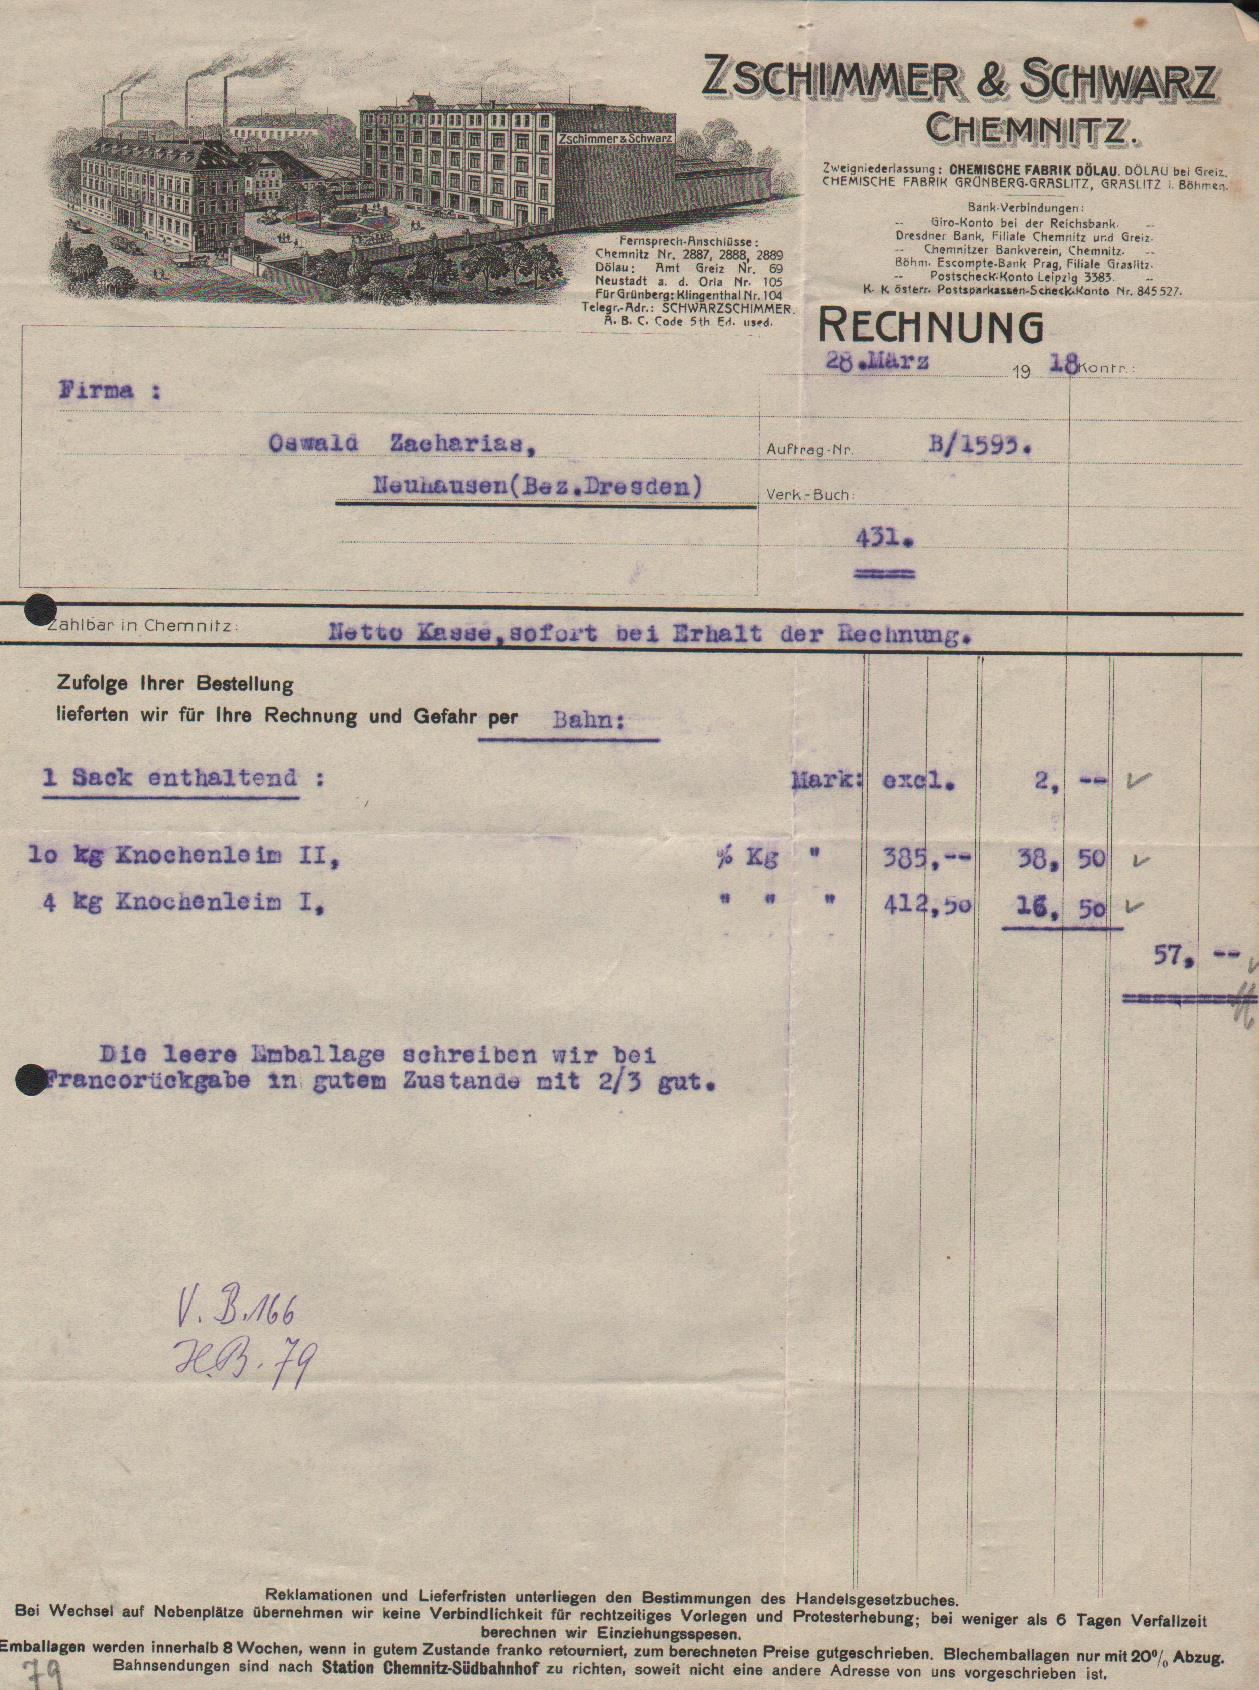 ZSCHIMMER & SCHWARZ
CHEMNITZ.
Zschimmer & Schwarz
Zweigniederlassung: CHEMISCHE FABRIK DÖLAU. DÖLAU bei Greiz.
CHEMISCHE FABRIK GRÜNBERG-GRASLITZ, GRASLITZ i. Böhmen.
Bank-Verbindungen:
-- Giro-Konto bei der Reichsbank. --
Dresdner Bank, Filiale Chemnitz und Greiz.
-- Chemnitzer Bankverein, Chemnitz. --
Böhm. Escompte-Bank Prag, Filiale Graslitz.
-- Postscheck-Konto Leipzig 3383. --
K. K. österr. Postsparkassen-Scheck-Konto Nr. 845527.
Fernsprech-Anschlüsse:
Chemnitz Nr. 2887, 2888, 2889
Dölau: Amt Greiz Nr. 69
Neustadt a. d. Orla Nr. 105
Für Grünberg: Klingenthal Nr. 104
Telegr.-Adr.: SCHWARZSCHIMMER.
A. B. C. Code 5th Ed. used.
RECHNUNG
28.März 1918 Kontr.:
Firma :
Oswald Zacharias,
Auftrag-Nr. B/1593.
Neuhausen(Bez.Dresden)
Verk-Buch:
431.
Zahlbar in Chemnitz: Netto Kasse,sofort bei Erhalt der Rechnung.
Zufolge Ihrer Bestellung
lieferten wir für Ihre Rechnung und Gefahr per Bahn:
1 Sack enthaltend : Mark: excl. 2, --
1o kg Knochenleim II, % Kg " 385,-- 38, 50
4 kg Knochenleim I, " " " 412,50 16, 50
57, --
Die leere Emballage schreiben wir bei
Francorückgabe in gutem Zustande mit 2/3 gut.
V. B. 166
H.B. 79
Reklamationen und Lieferfristen unterliegen den Bestimmungen des Handelsgesetzbuches.
Bei Wechsel auf Nebenplätze übernehmen wir keine Verbindlichkeit für rechtzeitiges Vorlegen und Protesterhebung; bei weniger als 6 Tagen Verfallzeit
berechnen wir Einziehungsspesen.
Emballagen werden innerhalb 8 Wochen, wenn in gutem Zustande franko retourniert, zum berechneten Preise gutgeschrieben. Blechemballagen nur mit 20% Abzug.
Bahnsendungen sind nach Station Chemnitz-Südbahnhof zu richten, soweit nicht eine andere Adresse von uns vorgeschrieben ist.
79